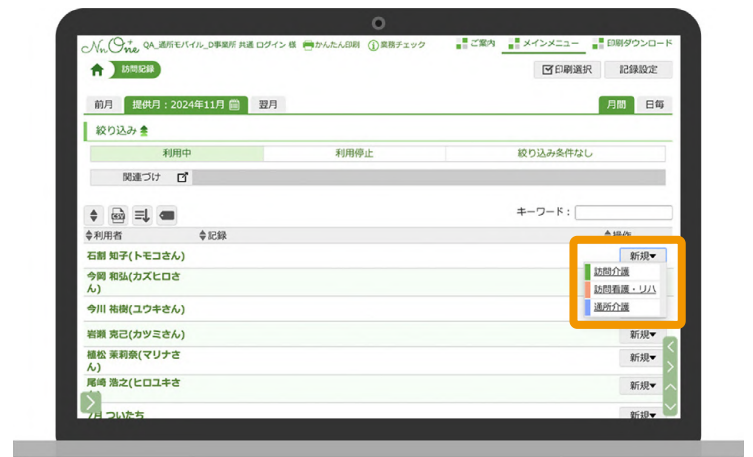 NnOne QA_通所モバイル_D事業所 共通 ログイン 様 かんたん印刷 業務チェック ご案内 メインメニュー 印刷ダウンロード
訪問記録 印刷選択 記録設定
前月 提供月：2024年11月 翌月 月間 日毎
絞り込み
利用中 利用停止 絞り込み条件なし
関連づけ
CSV キーワード：
利用者 記録 操作
石割 知子(トモコさん) 新規▼
訪問介護
今岡 和弘(カズヒロさ
ん)
訪問看護・リハ
今川 祐樹(ユウキさん)
通所介護
岩瀬 克己(カツミさん) 新規▼
植松 茉莉奈(マリナさ
ん)
新規▼
尾崎 浩之(ヒロユキさ
新規▼
7月 ついたち 新規▼